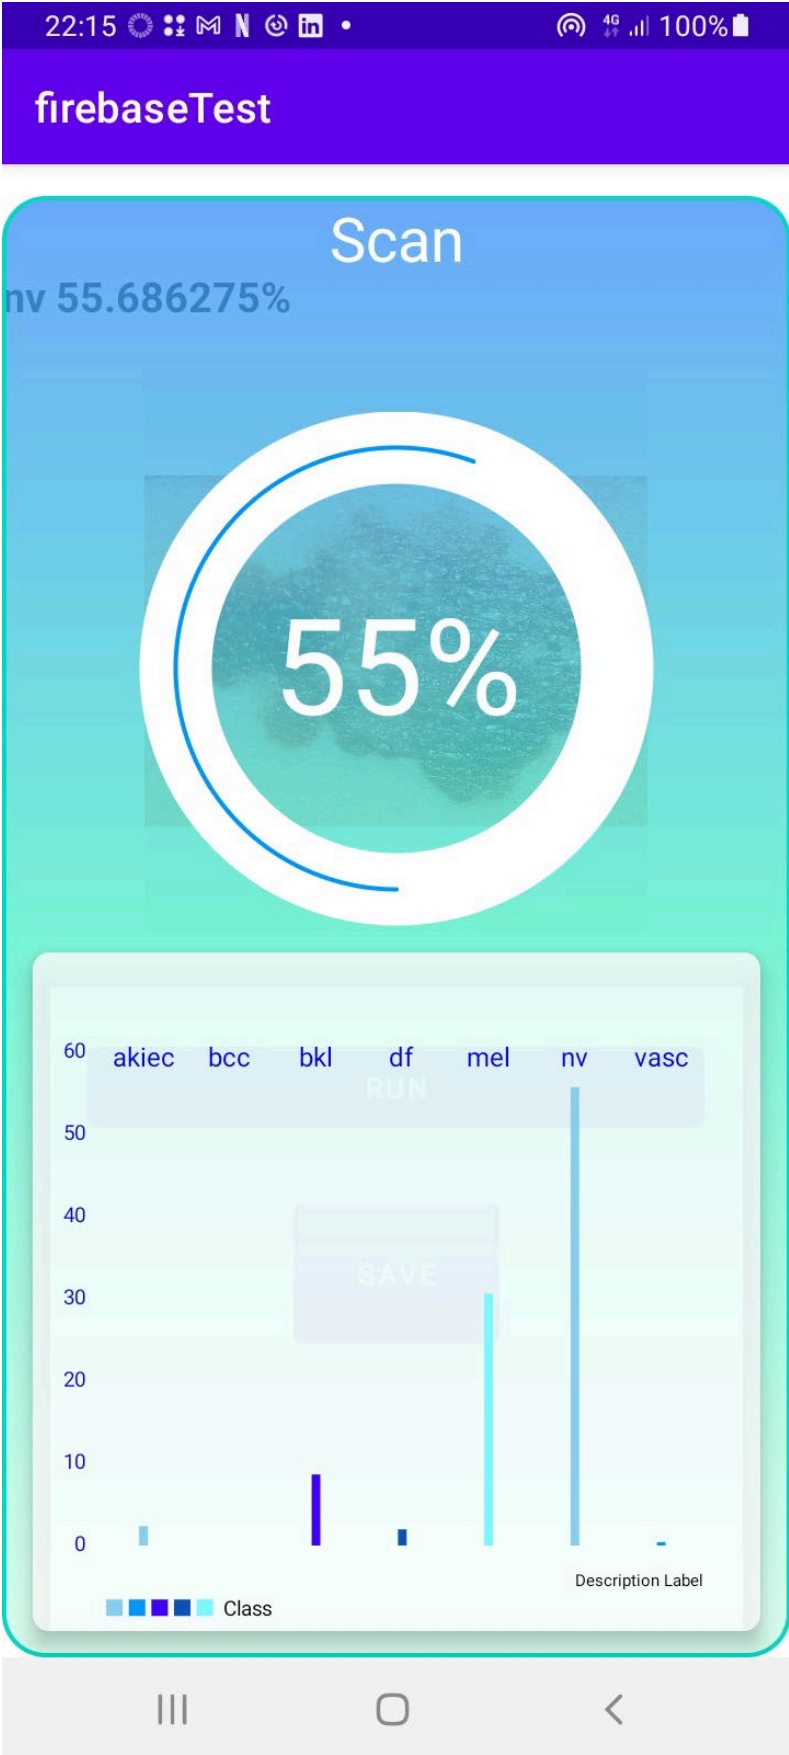 22:15 4G 100%
firebaseTest
Scan
nv 55.686275%
55%
60 akiec bcc bkl df mel nv vasc
RUN
50
40
SAVE
30
20
10
0
Description Label
Class